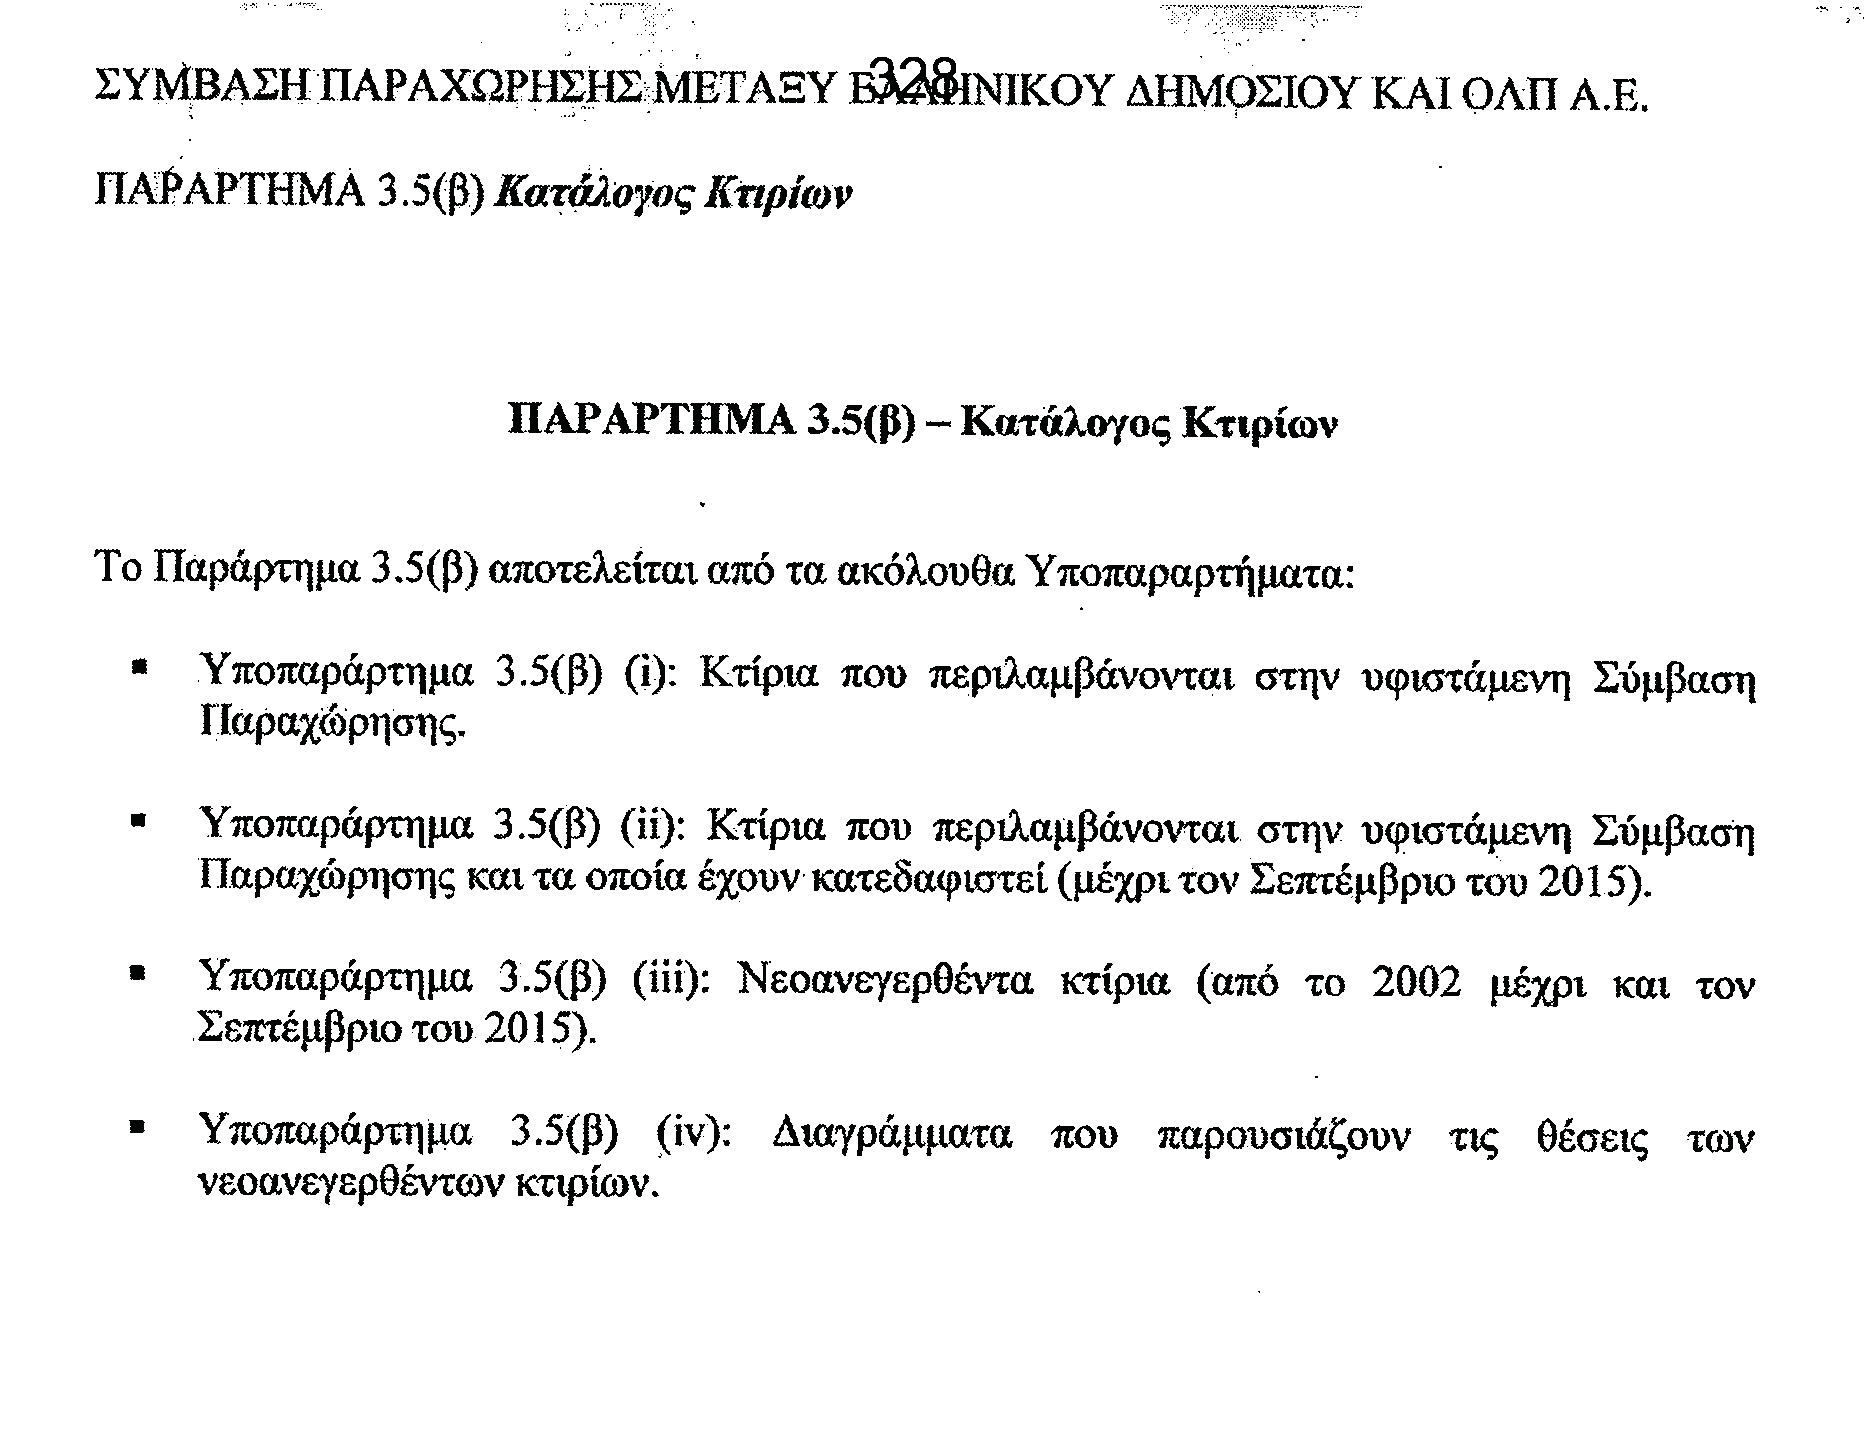 ΣΥΜΒΑΣΗ ΠΑΡΑΧΩΡΗΣΗΣ ΜΕΤΑΞΥ ΕΛΛΗΝΙΚΟΥ ΔΗΜΟΣΙΟΥ ΚΑΙ ΟΛΠ Α.Ε.
328
ΠΑΡΑΡΤΗΜΑ 3.5(β) Κατάλογος Κτιρίων
ΠΑΡΑΡΤΗΜΑ 3.5(β) – Κατάλογος Κτιρίων
Το Παράρτημα 3.5(β) αποτελείται από τα ακόλουθα Υποπαραρτήματα:
▪ Υποπαράρτημα 3.5(β) (i): Κτίρια που περιλαμβάνονται στην υφιστάμενη Σύμβαση
Παραχώρησης.
▪ Υποπαράρτημα 3.5(β) (ii): Κτίρια που περιλαμβάνονται στην υφιστάμενη Σύμβαση
Παραχώρησης και τα οποία έχουν κατεδαφιστεί (μέχρι τον Σεπτέμβριο του 2015).
▪ Υποπαράρτημα 3.5(β) (iii): Νεοανεγερθέντα κτίρια (από το 2002 μέχρι και τον
Σεπτέμβριο του 2015).
▪ Υποπαράρτημα 3.5(β) (iv): Διαγράμματα που παρουσιάζουν τις θέσεις των
νεοανεγερθέντων κτιρίων.